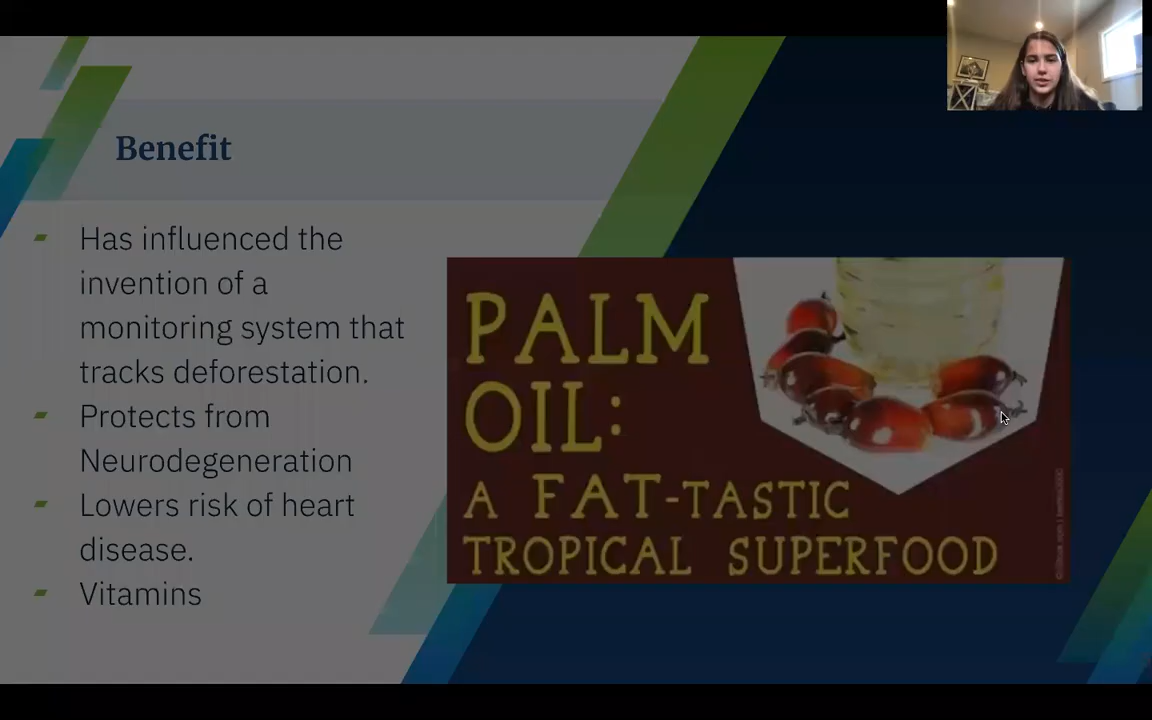 Benefit
Has influenced the
invention of a
monitoring system that
tracks deforestation.
Protects from
Neurodegeneration
Lowers risk of heart
disease.
Vitamins
PALM
OIL:
A FAT-TASTIC
TROPICAL SUPERFOOD